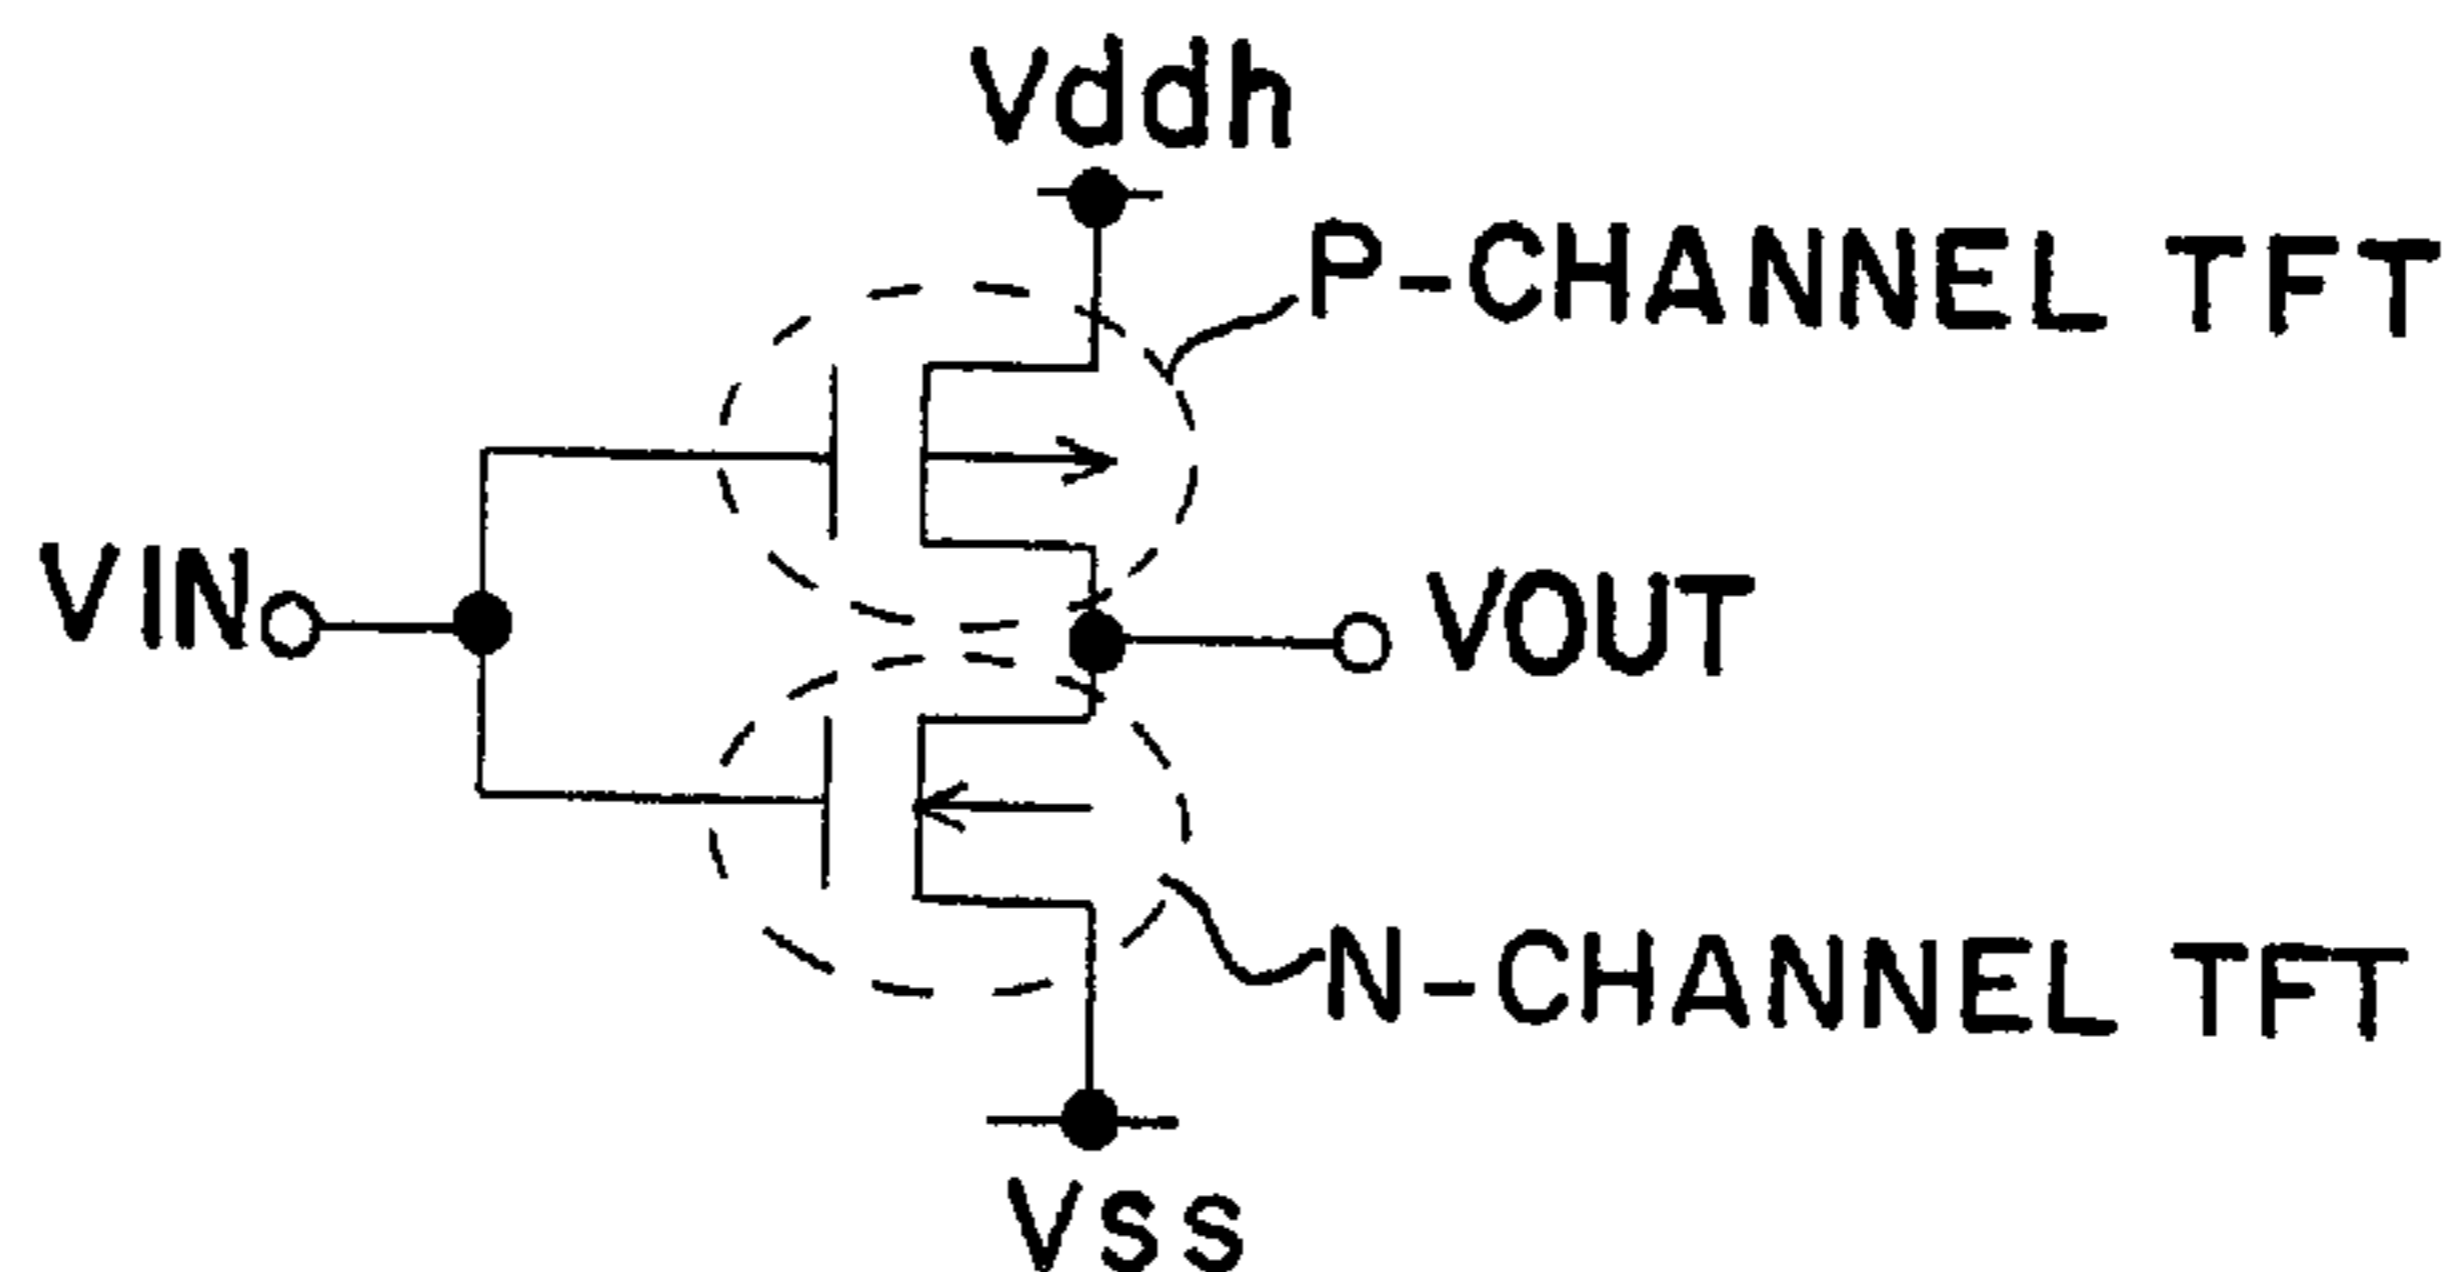 Vddh
P-CHANNEL TFT
VIN
VOUT
N-CHANNEL TFT
Vss